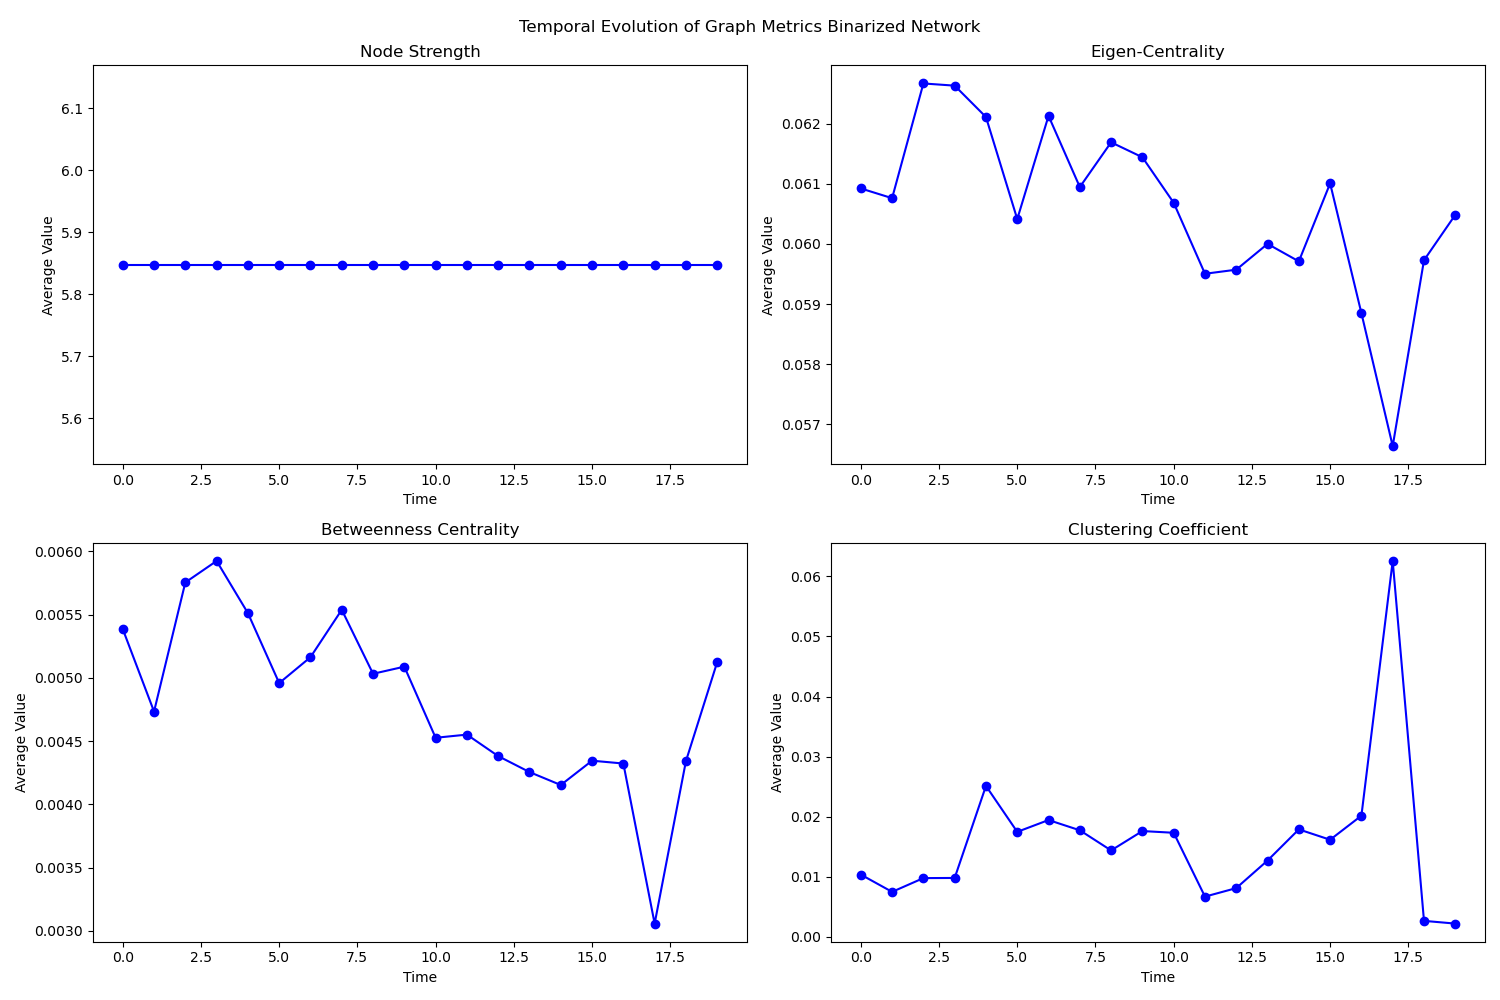 Temporal Evolution of Graph Metrics Binarized Network
Node Strength
Average Value
6.1
6.0
5.9
5.8
5.7
5.6
0.0 2.5 5.0 7.5 10.0 12.5 15.0 17.5
Time
Eigen-Centrality
Average Value
0.062
0.061
0.060
0.059
0.058
0.057
0.0 2.5 5.0 7.5 10.0 12.5 15.0 17.5
Time
Betweenness Centrality
Average Value
0.0060
0.0055
0.0050
0.0045
0.0040
0.0035
0.0030
0.0 2.5 5.0 7.5 10.0 12.5 15.0 17.5
Time
Clustering Coefficient
Average Value
0.06
0.05
0.04
0.03
0.02
0.01
0.00
0.0 2.5 5.0 7.5 10.0 12.5 15.0 17.5
Time